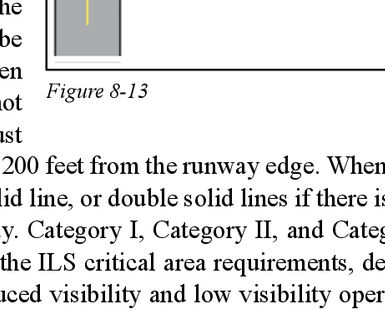 he
be
en
not
ust
Figure 8-13
200 feet from the runway edge. When
lid line, or double solid lines if there is
y. Category I, Category II, and Categ
the ILS critical area requirements, de
uced visibility and low visibility oper